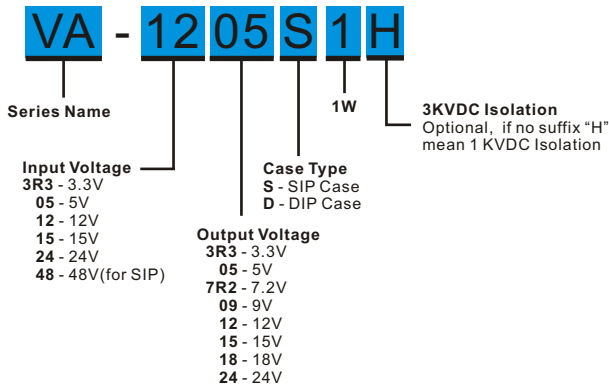 VA - 12 05 S 1 H
Series Name
1W
3KVDC Isolation
Optional, if no suffix “H”
mean 1 KVDC Isolation
Input Voltage
3R3 - 3.3V
05 - 5V
12 - 12V
15 - 15V
24 - 24V
48 - 48V(for SIP)
Case Type
S - SIP Case
D - DIP Case
Output Voltage
3R3 - 3.3V
05 - 5V
7R2 - 7.2V
09 - 9V
12 - 12V
15 - 15V
18 - 18V
24 - 24V